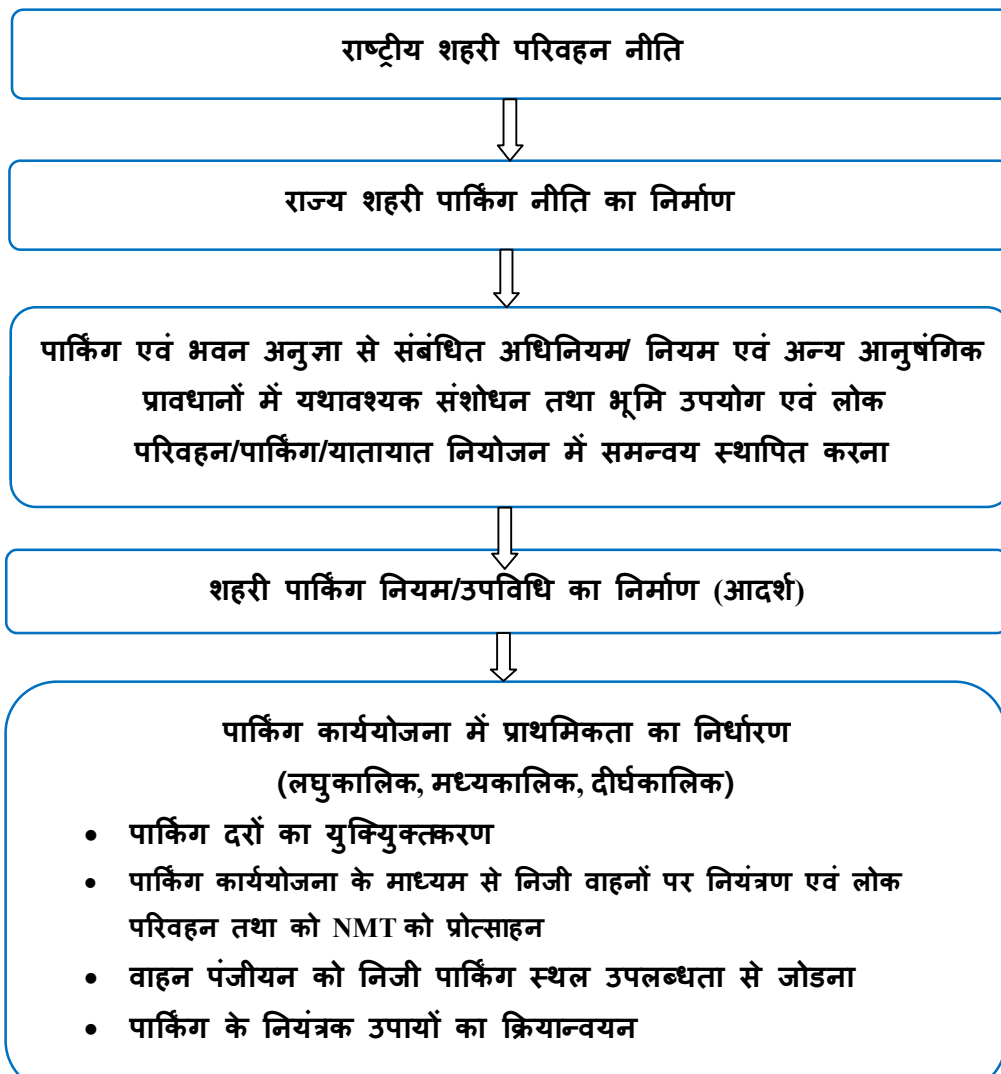 राष्ट्रीय शहरी परिवहन नीति
राज्य शहरी पार्किंग नीति का निर्माण
पार्किंग एवं भवन अनुज्ञा से संबंधित अधिनियम/ नियम एवं अन्य आनुषंगिक
प्रावधानों में यथावश्यक संशोधन तथा भूमि उपयोग एवं लोक
परिवहन/पार्किंग/यातायात नियोजन में समन्वय स्थापित करना
शहरी पार्किंग नियम/उपविधि का निर्माण (आदर्श)
पार्किंग कार्ययोजना में प्राथमिकता का निर्धारण
(लघुकालिक, मध्यकालिक, दीर्घकालिक)
• पार्किग दरों का युक्यिुक्तकरण
• पार्किंग कार्ययोजना के माध्यम से निजी वाहनों पर नियंत्रण एवं लोक
परिवहन तथा को NMT को प्रोत्साहन
• वाहन पंजीयन को निजी पार्किंग स्थल उपलब्धता से जोडना
• पार्किंग के नियंत्रक उपायों का क्रियान्वयन